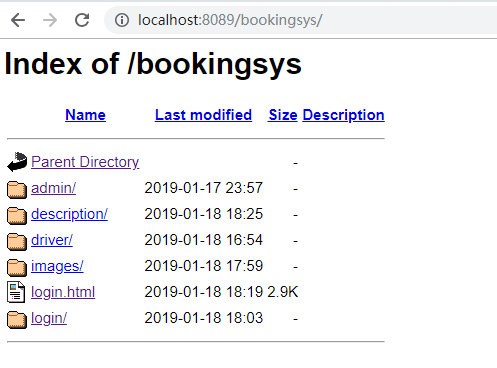 localhost:8089/bookingsys/
Index of /bookingsys
Name Last modified Size Description
Parent Directory -
admin/ 2019-01-17 23:57 -
description/ 2019-01-18 18:25 -
driver/ 2019-01-18 16:54 -
images/ 2019-01-18 17:59 -
login.html 2019-01-18 18:19 2.9K
login/ 2019-01-18 18:03 -